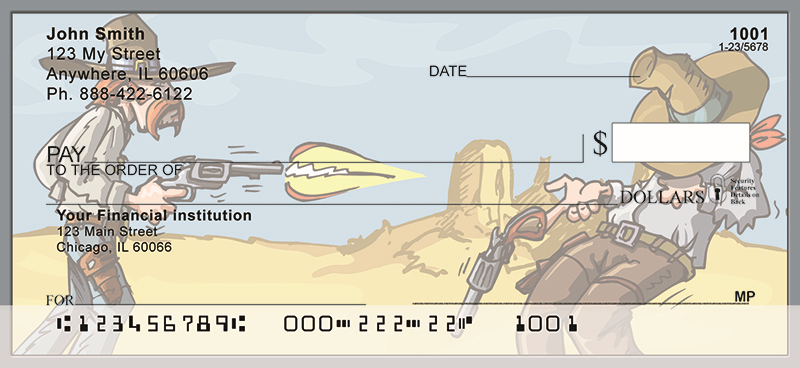 John Smith
123 My Street
Anywhere, IL 60606
Ph. 888-422-6122
1001
1-23/5678
DATE
PAY
TO THE ORDER OF
$
DOLLARS
Security
Features
Details on
Back
Your Financial Institution
123 Main Street
Chicago, IL 60066
FOR
MP
⑆123456789⑆ 000⑉222⑉22⑈ 1001